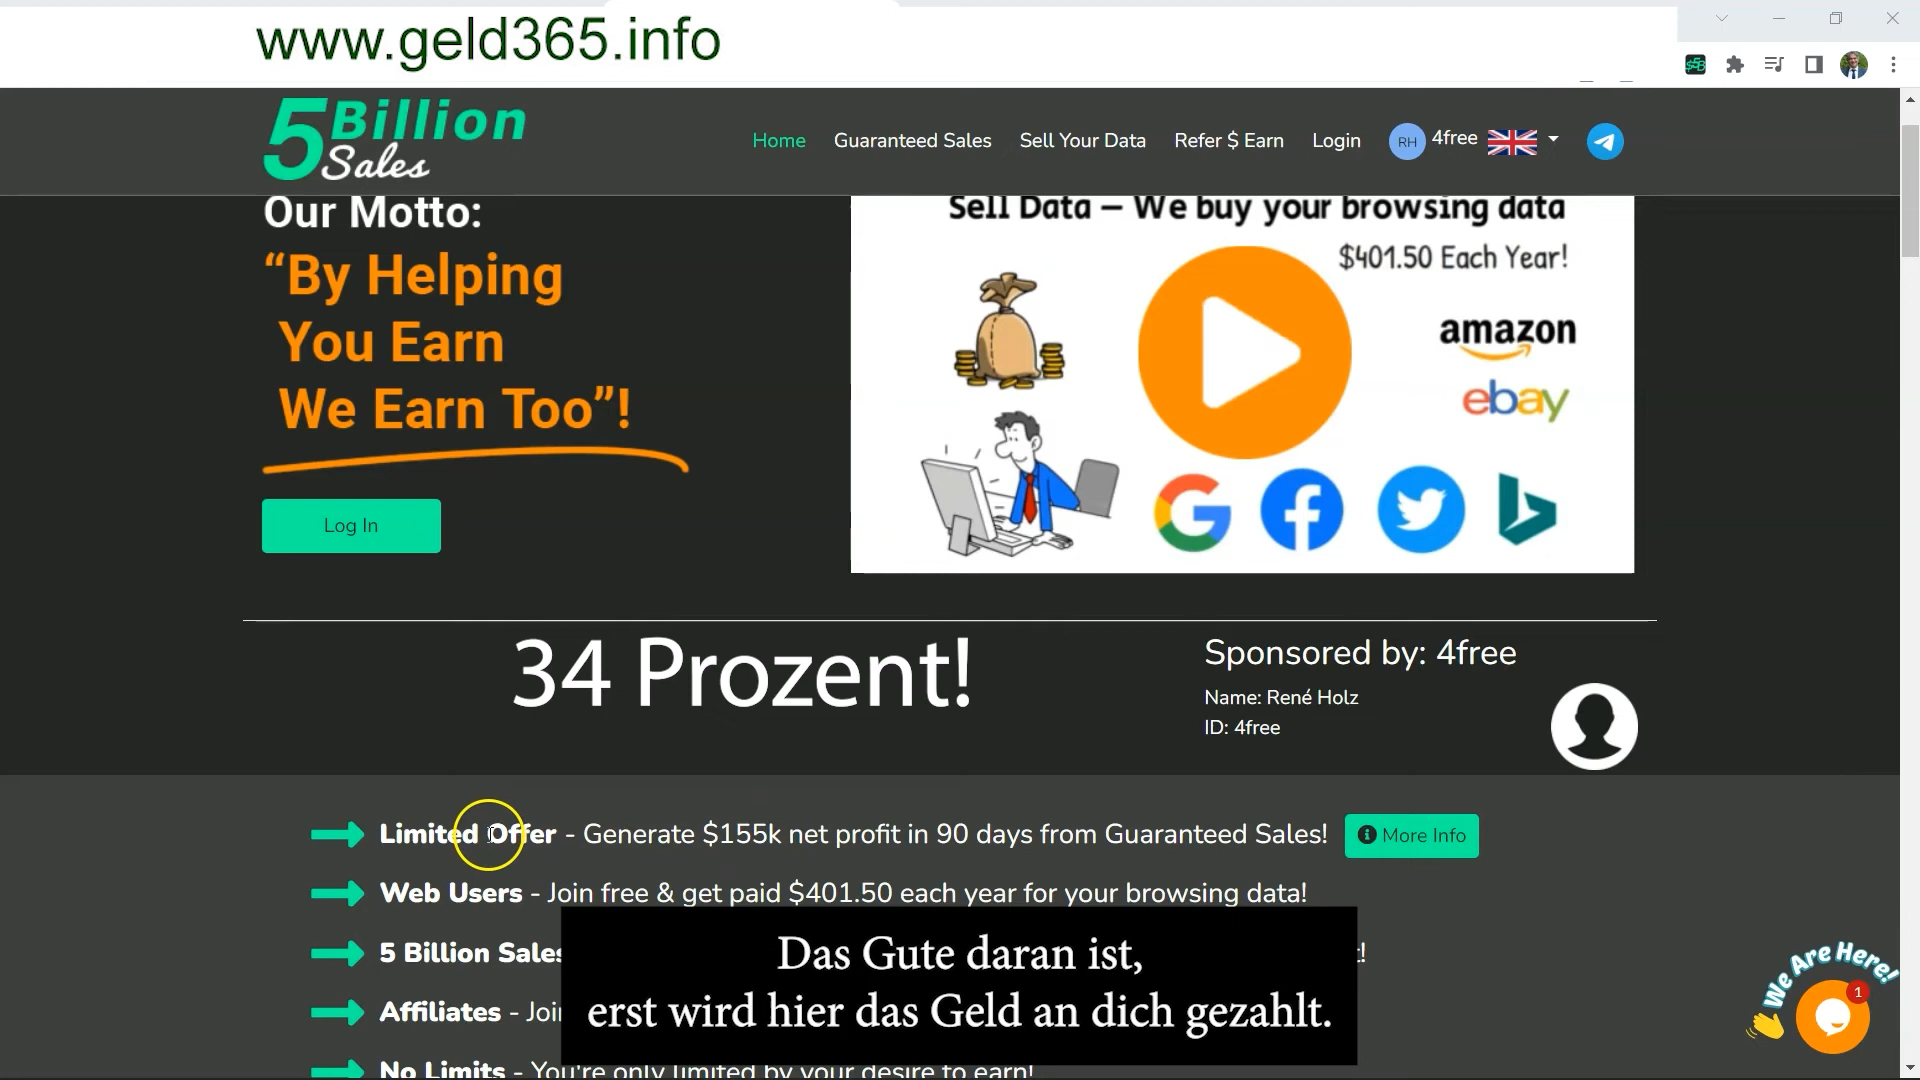 www.geld365.info
5 Billion
Sales
Home
Guaranteed Sales
Sell Your Data
Refer $ Earn
Login
RH
4free
Our Motto:
“By Helping
You Earn
We Earn Too”!
Log In
Sell Data – We buy your browsing data
$401.50 Each Year!
amazon
ebay
34 Prozent!
Sponsored by: 4free
Name: René Holz
ID: 4free
Limited Offer - Generate $155k net profit in 90 days from Guaranteed Sales!
More Info
Web Users - Join free & get paid $401.50 each year for your browsing data!
5 Billion Sales
Affiliates -
No Limits - You're only limited by your desire to earn!
Das Gute daran ist,
erst wird hier das Geld an dich gezahlt.
We Are Here!
1